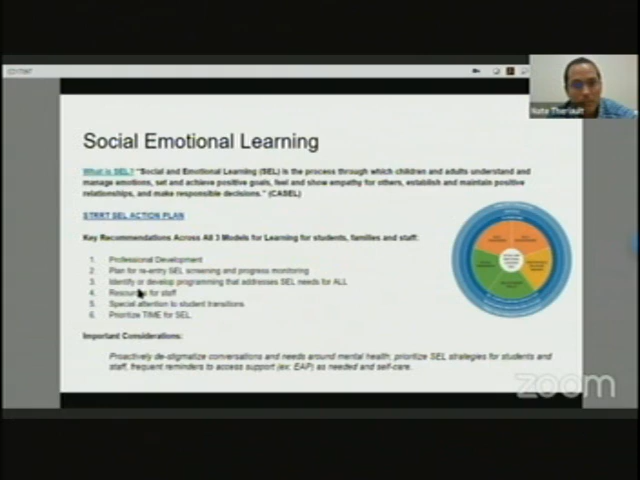 Nate Theriault
Social Emotional Learning
What is SEL? "Social and Emotional Learning (SEL) is the process through which children and adults understand and
manage emotions, set and achieve positive goals, feel and show empathy for others, establish and maintain positive
relationships, and make responsible decisions." (CASEL)
STRRT SEL ACTION PLAN
Key Recommendations Across All 3 Models for Learning for students, families and staff:
1. Professional Development
2. Plan for re-entry SEL screening and progress monitoring
3. Identify or develop programming that addresses SEL needs for ALL
4. Resources for staff
5. Special attention to student transitions
6. Prioritize TIME for SEL
Important Considerations:
Proactively de-stigmatize conversations and needs around mental health, prioritize SEL strategies for students and
staff, frequent reminders to access support (ex: EAP) as needed and self-care.
zoom